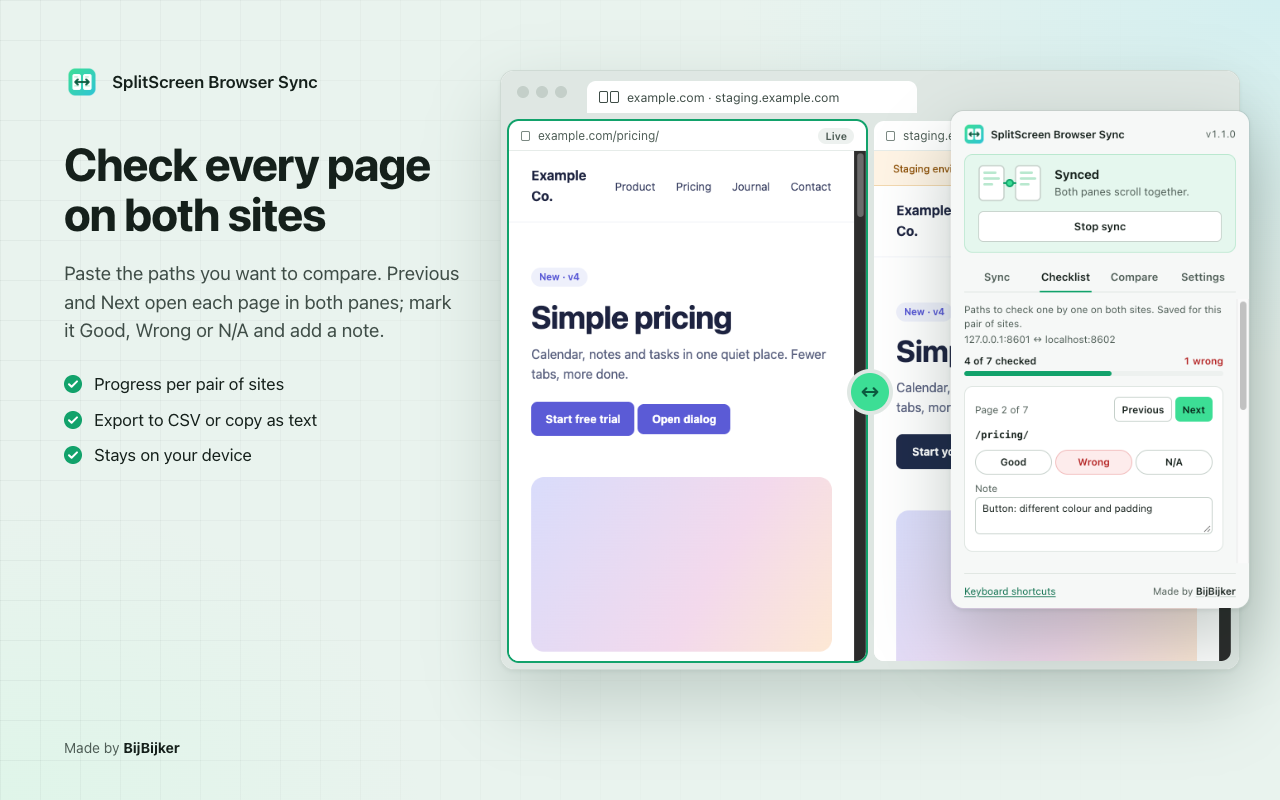 SplitScreen Browser Sync
Check every page
on both sites
Paste the paths you want to compare. Previous
and Next open each page in both panes; mark
it Good, Wrong or N/A and add a note.
Progress per pair of sites
Export to CSV or copy as text
Stays on your device
Made by BijBijker
example.com · staging.example.com
example.com/pricing/
Live
Example
Co.
Product
Pricing
Journal
Contact
New · v4
Simple pricing
Calendar, notes and tasks in one quiet place. Fewer
tabs, more done.
Start free trial
Open dialog
staging.e
Staging envi
Example
Co.
New · v4
Simp
Calendar,
tabs, mor
Start yo
SplitScreen Browser Sync
v1.1.0
Synced
Both panes scroll together.
Stop sync
Sync
Checklist
Compare
Settings
Paths to check one by one on both sites. Saved for this
pair of sites.
127.0.0.1:8601 ↔ localhost:8602
4 of 7 checked
1 wrong
Page 2 of 7
Previous
Next
/pricing/
Good
Wrong
N/A
Note
Button: different colour and padding
Keyboard shortcuts
Made by BijBijker